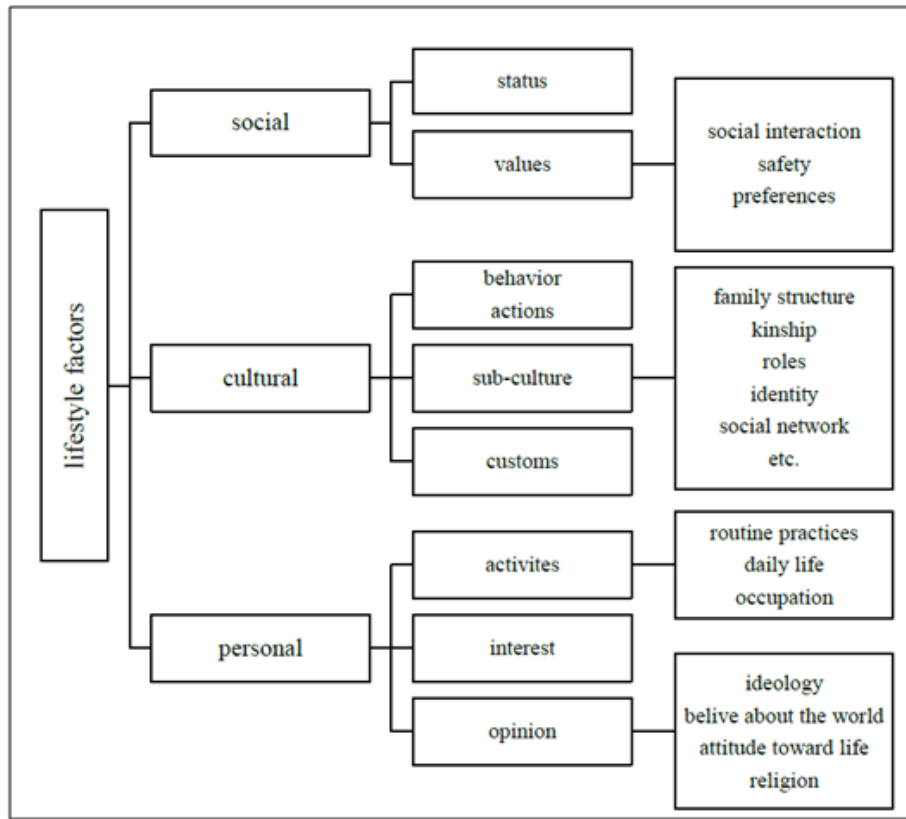 lifestyle factors
social
status
values
social interaction
safety
preferences
cultural
behavior
actions
sub-culture
customs
family structure
kinship
roles
identity
social network
etc.
personal
activites
interest
opinion
routine practices
daily life
occupation
ideology
belive about the world
attitude toward life
religion